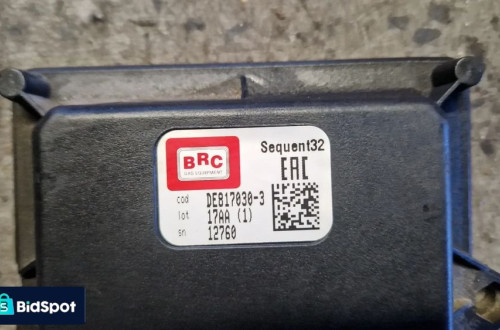 BRC
GAS EQUIPMENT
Sequent32
EAC
cod DE817030-3
lot 17AA (1)
sn 12760
BidSpot